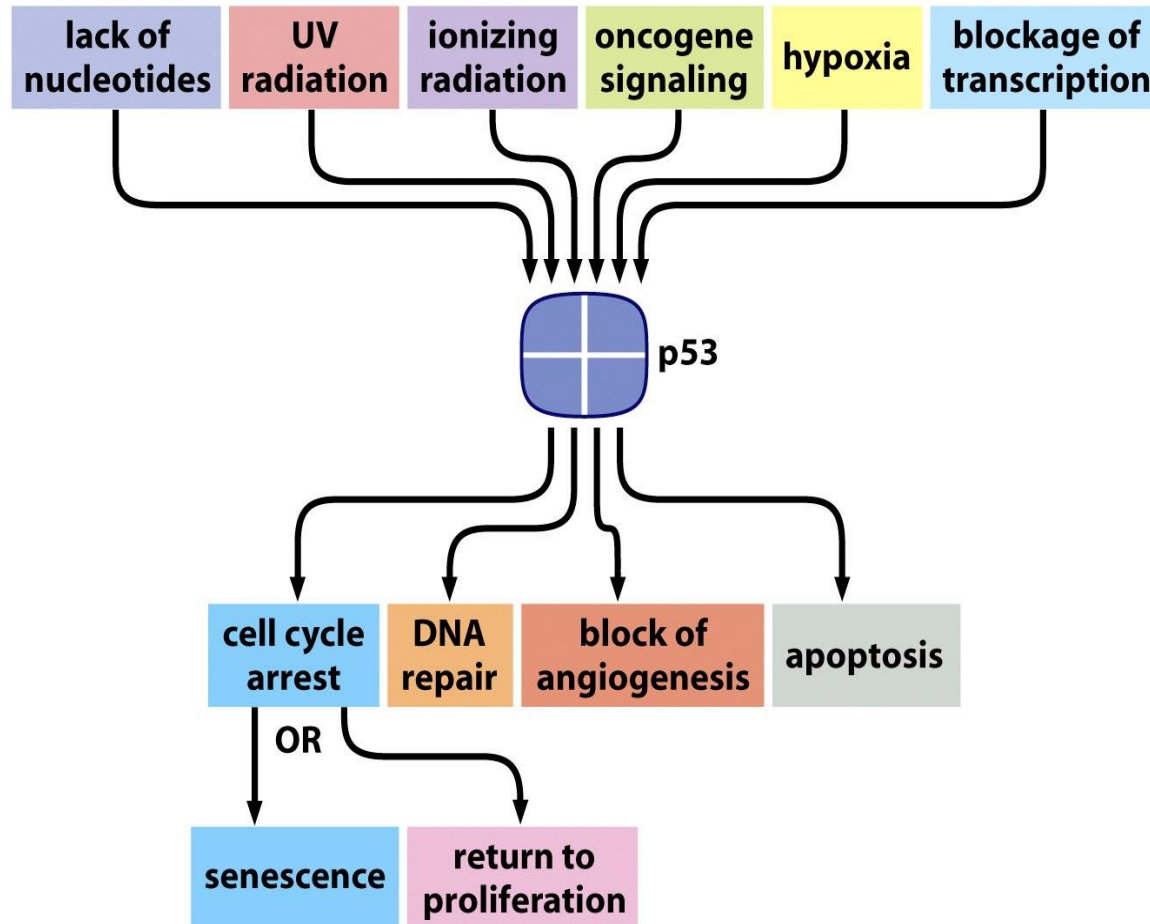 lack of
nucleotides
UV
radiation
ionizing
radiation
oncogene
signaling
hypoxia
blockage of
transcription
p53
cell cycle
arrest
DNA
repair
block of
angiogenesis
apoptosis
OR
senescence
return to
proliferation